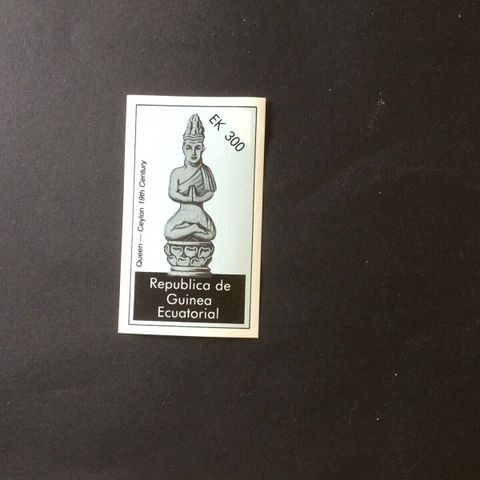 EK 300
Queen — Ceylon 19th Century
Republica de
Guinea
Ecuatorial